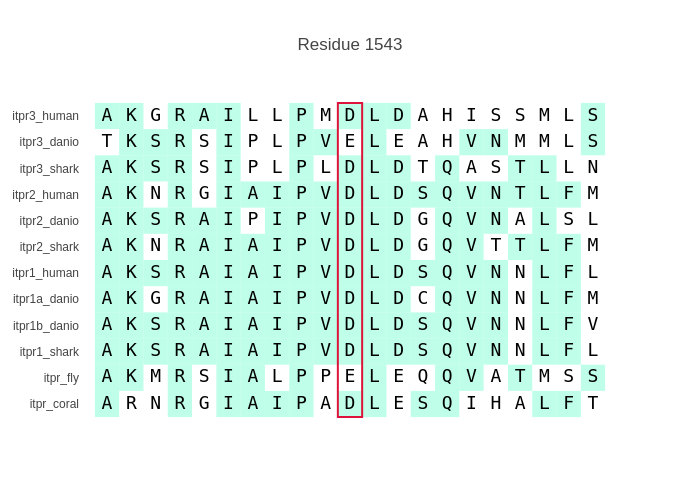 Residue 1543
itpr3_human A K G R A I L L P M D L D A H I S S M L S
itpr3_danio T K S R S I P L P V E L E A H V N M M L S
itpr3_shark A K S R S I P L P L D L D T Q A S T L L N
itpr2_human A K N R G I A I P V D L D S Q V N T L F M
itpr2_danio A K S R A I P I P V D L D G Q V N A L S L
itpr2_shark A K N R A I A I P V D L D G Q V T T L F M
itpr1_human A K S R A I A I P V D L D S Q V N N L F L
itpr1a_danio A K G R A I A I P V D L D C Q V N N L F M
itpr1b_danio A K S R A I A I P V D L D S Q V N N L F V
itpr1_shark A K S R A I A I P V D L D S Q V N N L F L
itpr_fly A K M R S I A L P P E L E Q Q V A T M S S
itpr_coral A R N R G I A I P A D L E S Q I H A L F T